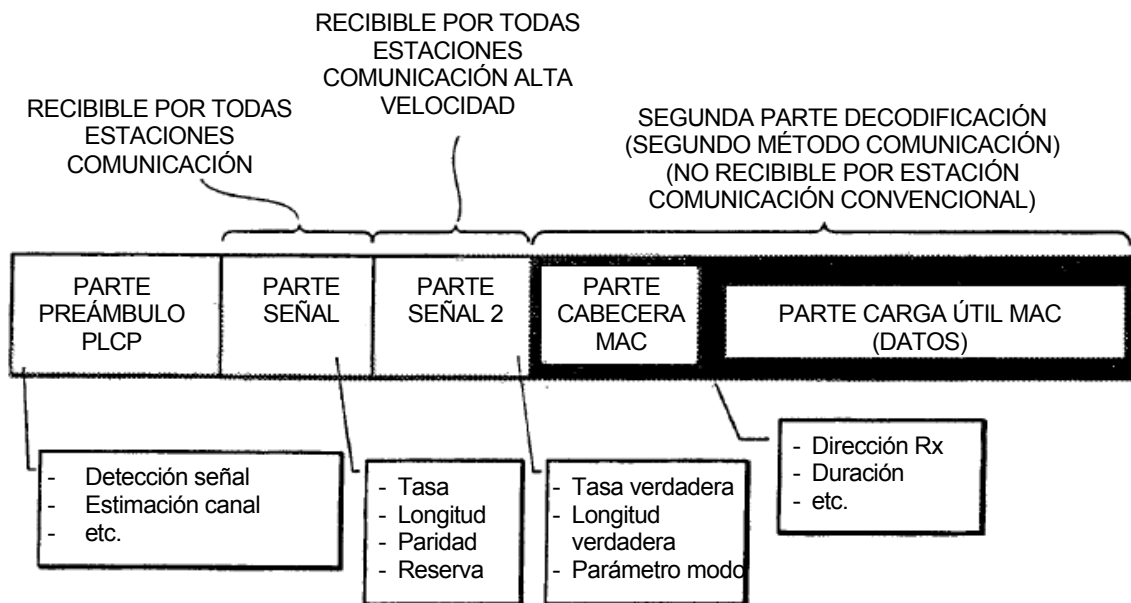 RECIBIBLE POR TODAS
ESTACIONES
COMUNICACIÓN
RECIBIBLE POR TODAS
ESTACIONES
COMUNICACIÓN ALTA
VELOCIDAD
SEGUNDA PARTE DECODIFICACIÓN
(SEGUNDO MÉTODO COMUNICACIÓN)
(NO RECIBIBLE POR ESTACIÓN
COMUNICACIÓN CONVENCIONAL)
PARTE
PREÁMBULO
PLCP
PARTE
SEÑAL
PARTE
SEÑAL 2
PARTE
CABECERA
MAC
PARTE CARGA ÚTIL MAC
(DATOS)
- Detección señal
- Estimación canal
- etc.
- Tasa
- Longitud
- Paridad
- Reserva
- Tasa verdadera
- Longitud
verdadera
- Parámetro modo
- Dirección Rx
- Duración
- etc.